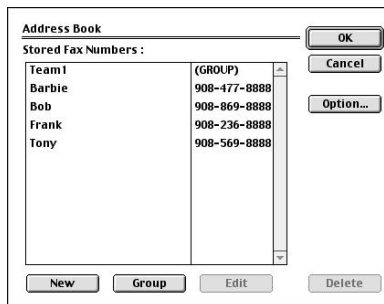 Address Book
OK
Stored Fax Numbers :
Cancel
Team1 (GROUP)
Barbie 908-477-8888
Bob 908-869-8888
Option...
Frank 908-236-8888
Tony 908-569-8888
New Group Edit Delete